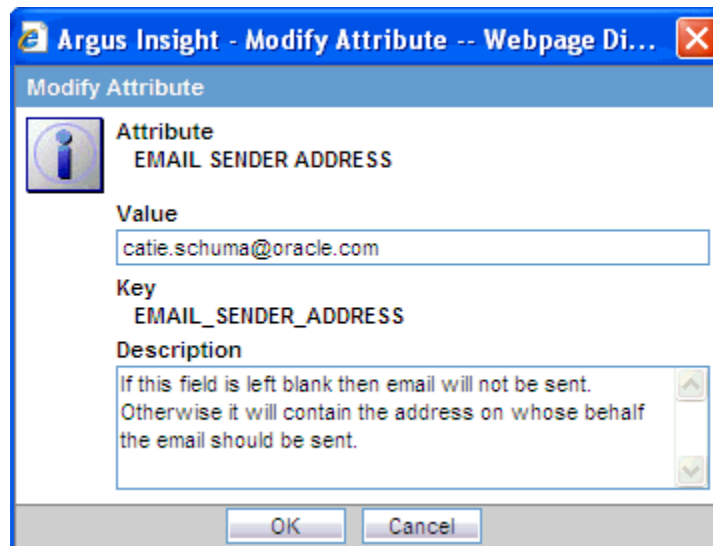 Argus Insight - Modify Attribute -- Webpage Di...
Modify Attribute
Attribute
EMAIL SENDER ADDRESS
Value
catie.schuma@oracle.com
Key
EMAIL_SENDER_ADDRESS
Description
If this field is left blank then email will not be sent.
Otherwise it will contain the address on whose behalf
the email should be sent.
OK Cancel